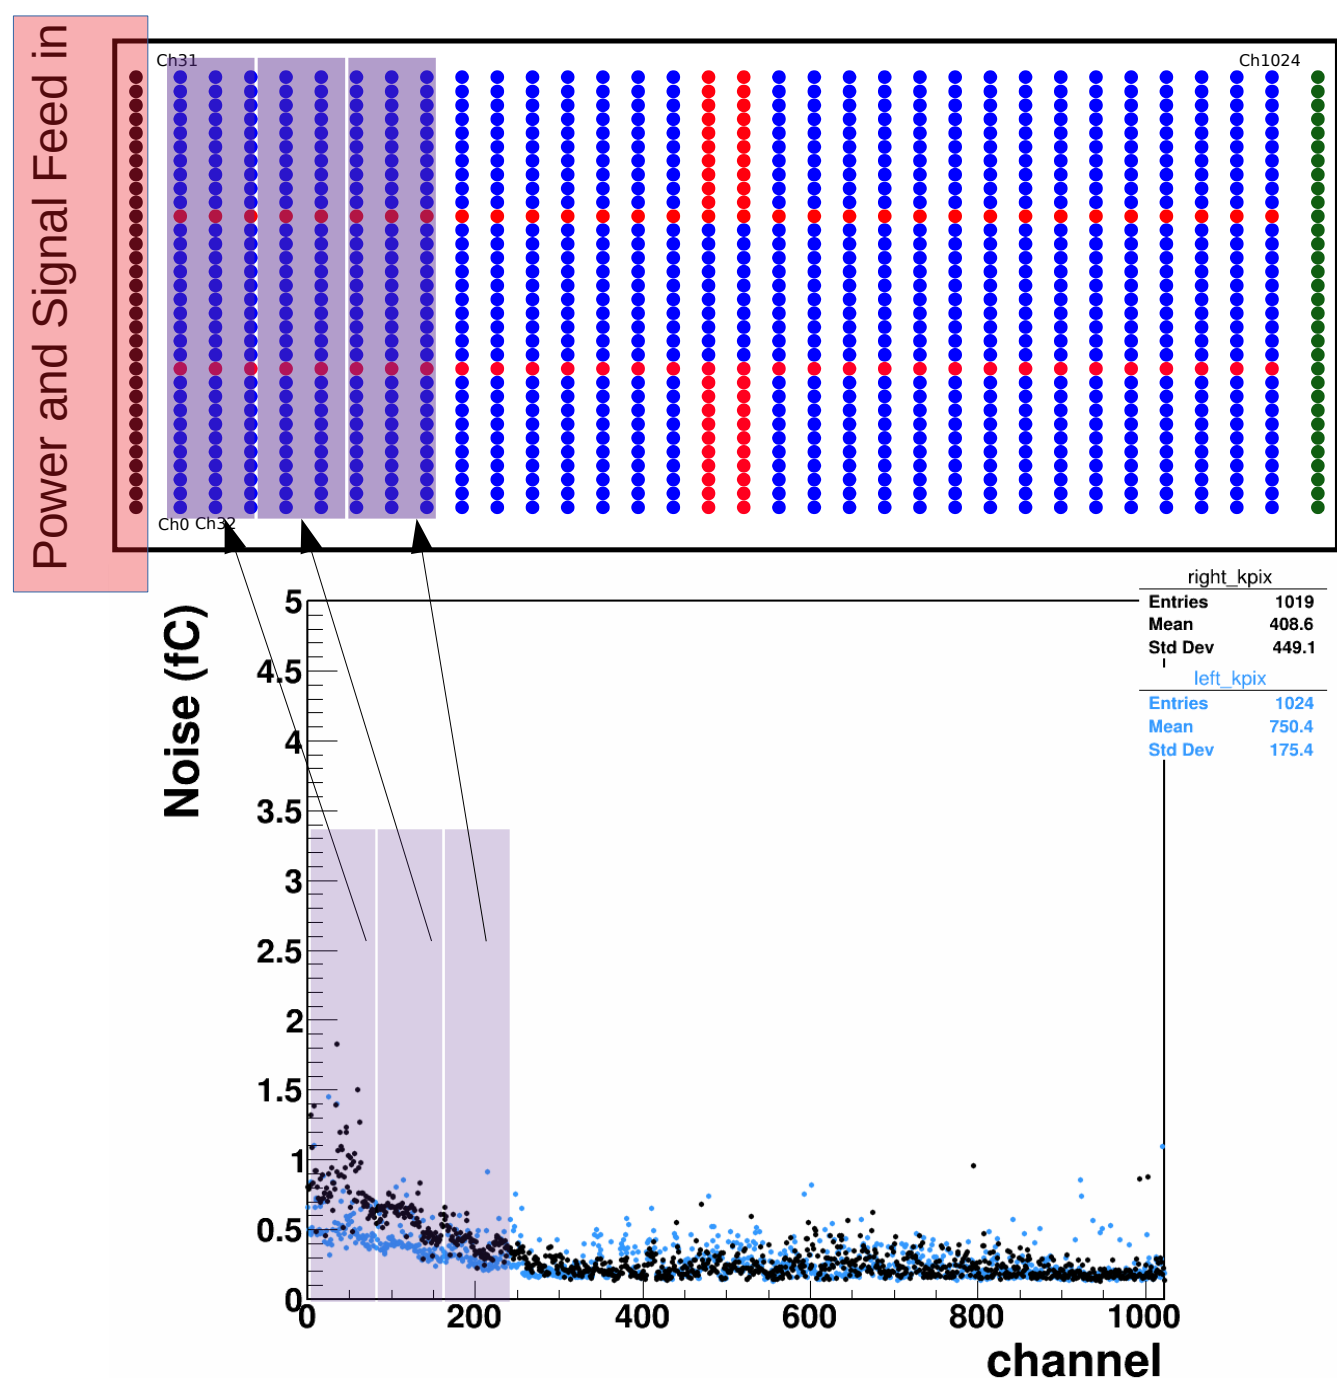 Power and Signal Feed in
Ch31
Ch1024
Ch0 Ch32
right_kpix
Entries 1019
Mean 408.6
Std Dev 449.1
left_kpix
Entries 1024
Mean 750.4
Std Dev 175.4
Noise (fC)
5
4.5
4
3.5
3
2.5
2
1.5
1
0.5
0
0 200 400 600 800 1000
channel